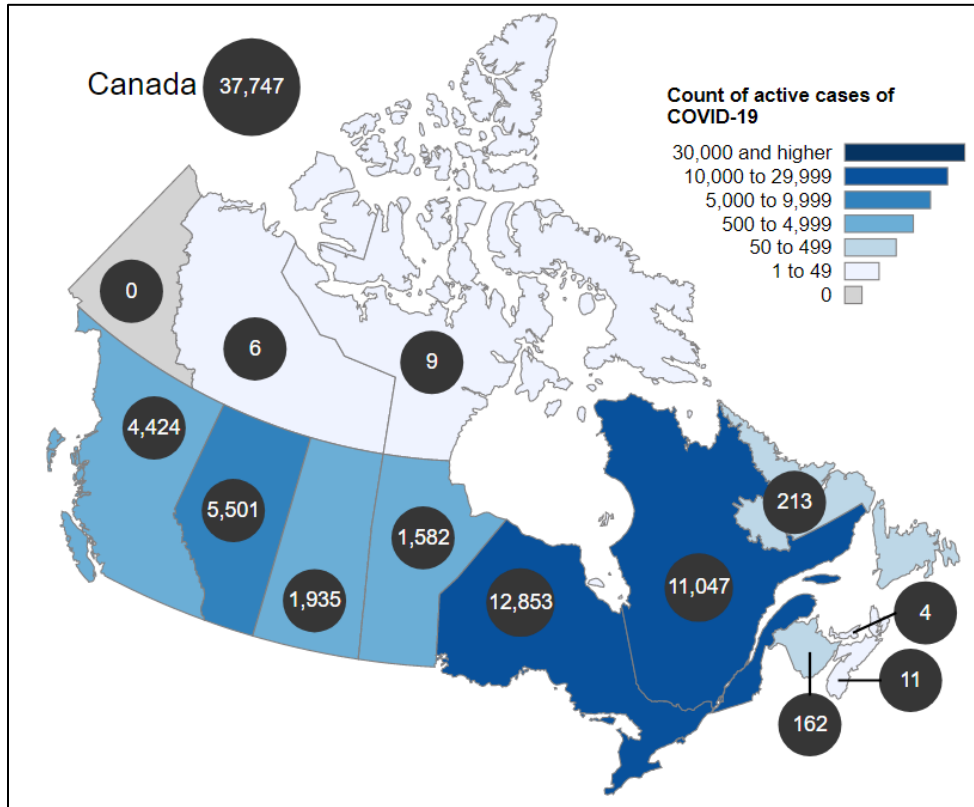 Canada
37,747
Count of active cases of
COVID-19
30,000 and higher
10,000 to 29,999
5,000 to 9,999
500 to 4,999
50 to 499
1 to 49
0
0
6
9
4,424
5,501
1,935
1,582
12,853
11,047
213
4
11
162